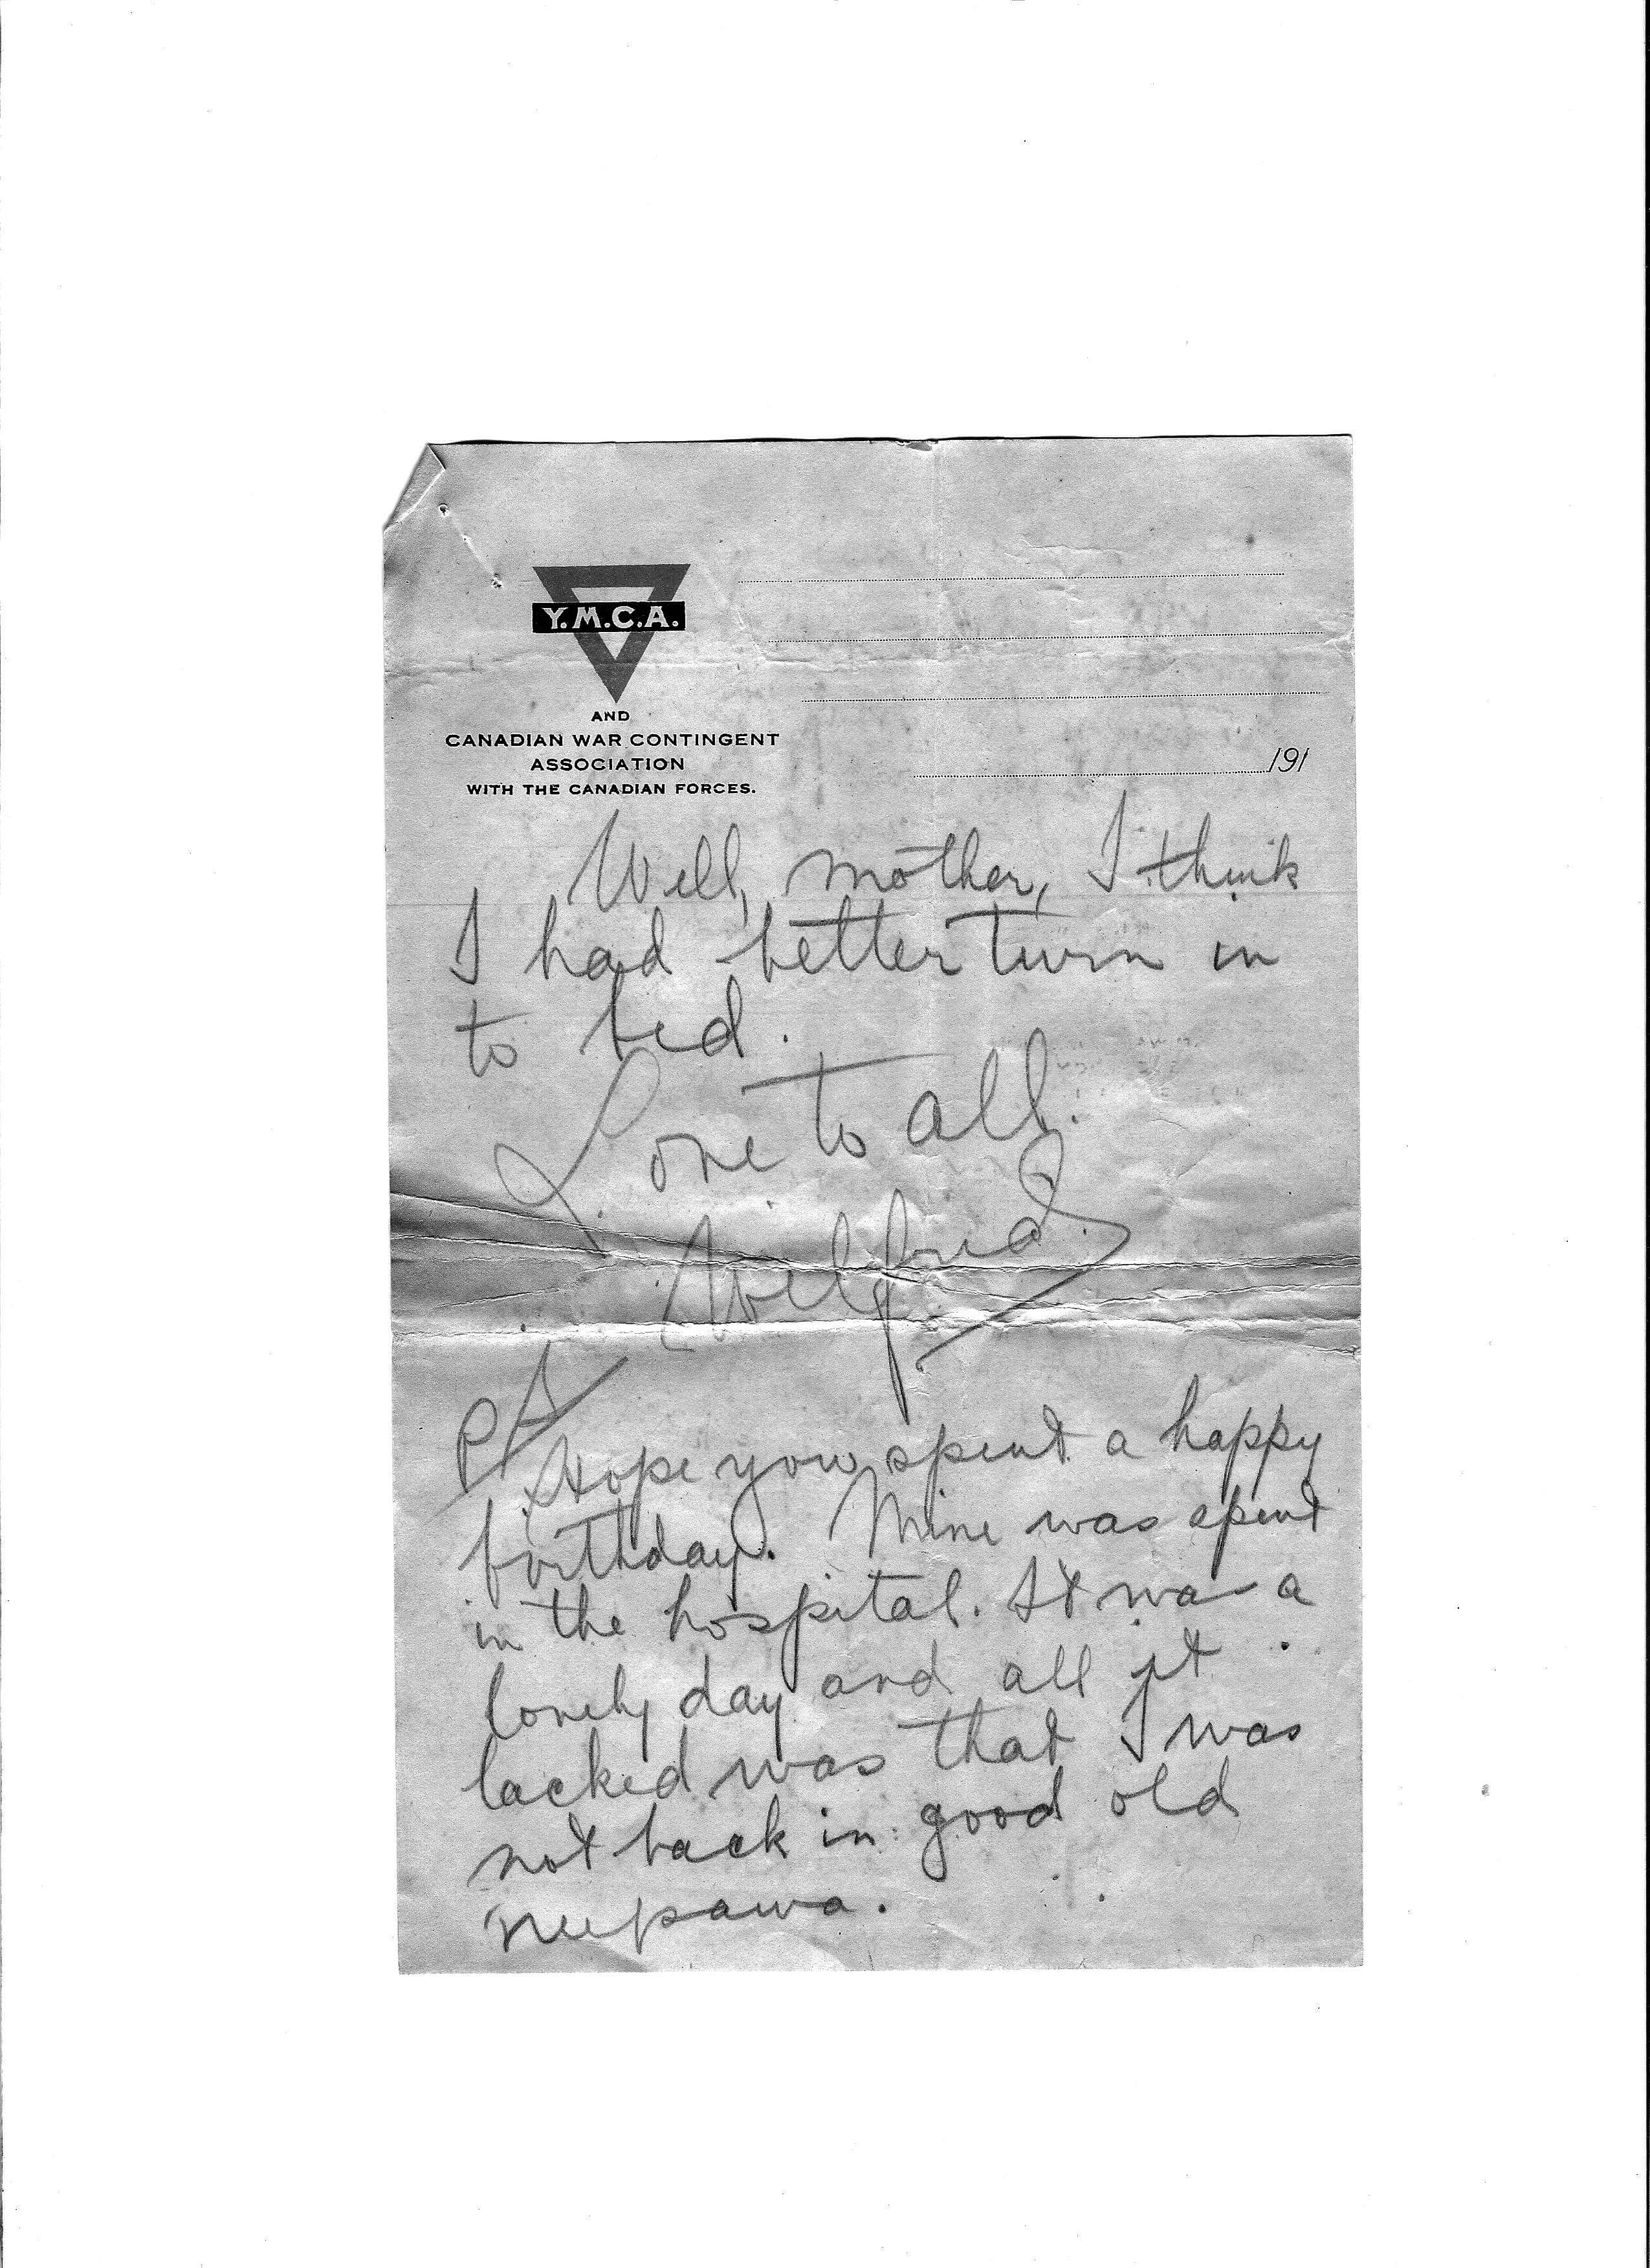 Y.M.C.A.
AND
CANADIAN WAR CONTINGENT
ASSOCIATION
WITH THE CANADIAN FORCES.
191
Well, mother, I think
I had better turn in
to bed.
Love to all.
Wilfred
PS
Hope you spent a happy
birthday. Mine was spent
in the hospital. It was a
lonely day and all it
lacked was that I was
not back in good old
Neepawa.